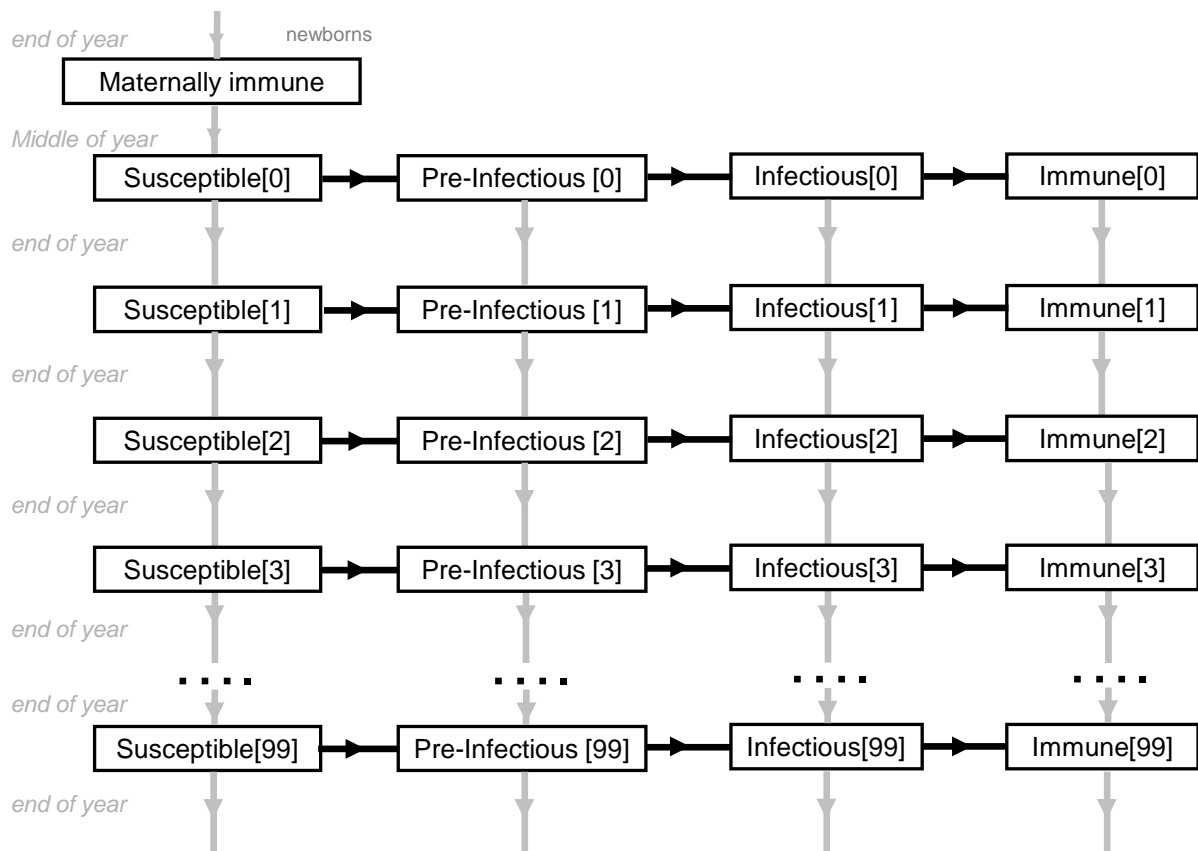 end of year newborns
Maternally immune
Middle of year
Susceptible[0] Pre-Infectious [0] Infectious[0] Immune[0]
end of year
Susceptible[1] Pre-Infectious [1] Infectious[1] Immune[1]
end of year
Susceptible[2] Pre-Infectious [2] Infectious[2] Immune[2]
end of year
Susceptible[3] Pre-Infectious [3] Infectious[3] Immune[3]
end of year
. . . . . . . . . . . . . . . .
end of year
Susceptible[99] Pre-Infectious [99] Infectious[99] Immune[99]
end of year